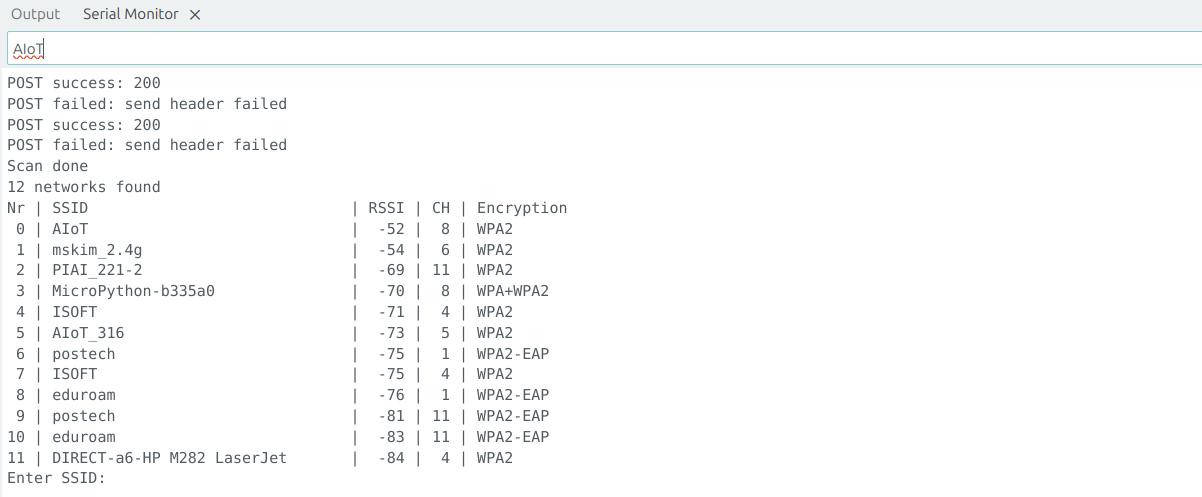 Output Serial Monitor
AIoT
POST success: 200
POST failed: send header failed
POST success: 200
POST failed: send header failed
Scan done
12 networks found
Nr | SSID                             | RSSI | CH | Encryption
 0 | AIoT                             |  -52 |  8 | WPA2
 1 | mskim_2.4g                       |  -54 |  6 | WPA2
 2 | PIAI_221-2                       |  -69 | 11 | WPA2
 3 | MicroPython-b335a0               |  -70 |  8 | WPA+WPA2
 4 | ISOFT                            |  -71 |  4 | WPA2
 5 | AIoT_316                         |  -73 |  5 | WPA2
 6 | postech                          |  -75 |  1 | WPA2-EAP
 7 | ISOFT                            |  -75 |  4 | WPA2
 8 | eduroam                          |  -76 |  1 | WPA2-EAP
 9 | postech                          |  -81 | 11 | WPA2-EAP
10 | eduroam                          |  -83 | 11 | WPA2-EAP
11 | DIRECT-a6-HP M282 LaserJet       |  -84 |  4 | WPA2
Enter SSID: